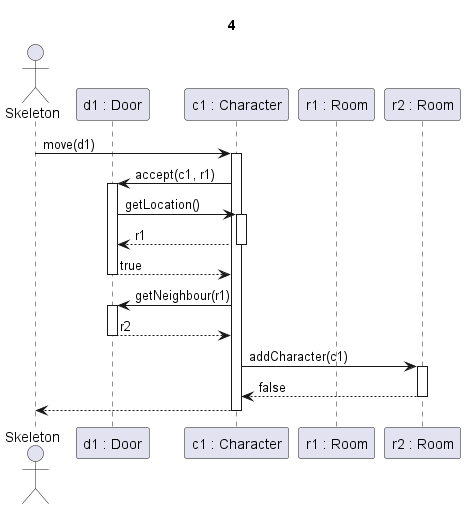 4
Skeleton
d1 : Door
c1 : Character
r1 : Room
r2 : Room
move(d1)
accept(c1, r1)
getLocation()
r1
true
getNeighbour(r1)
r2
addCharacter(c1)
false
Skeleton
d1 : Door
c1 : Character
r1 : Room
r2 : Room